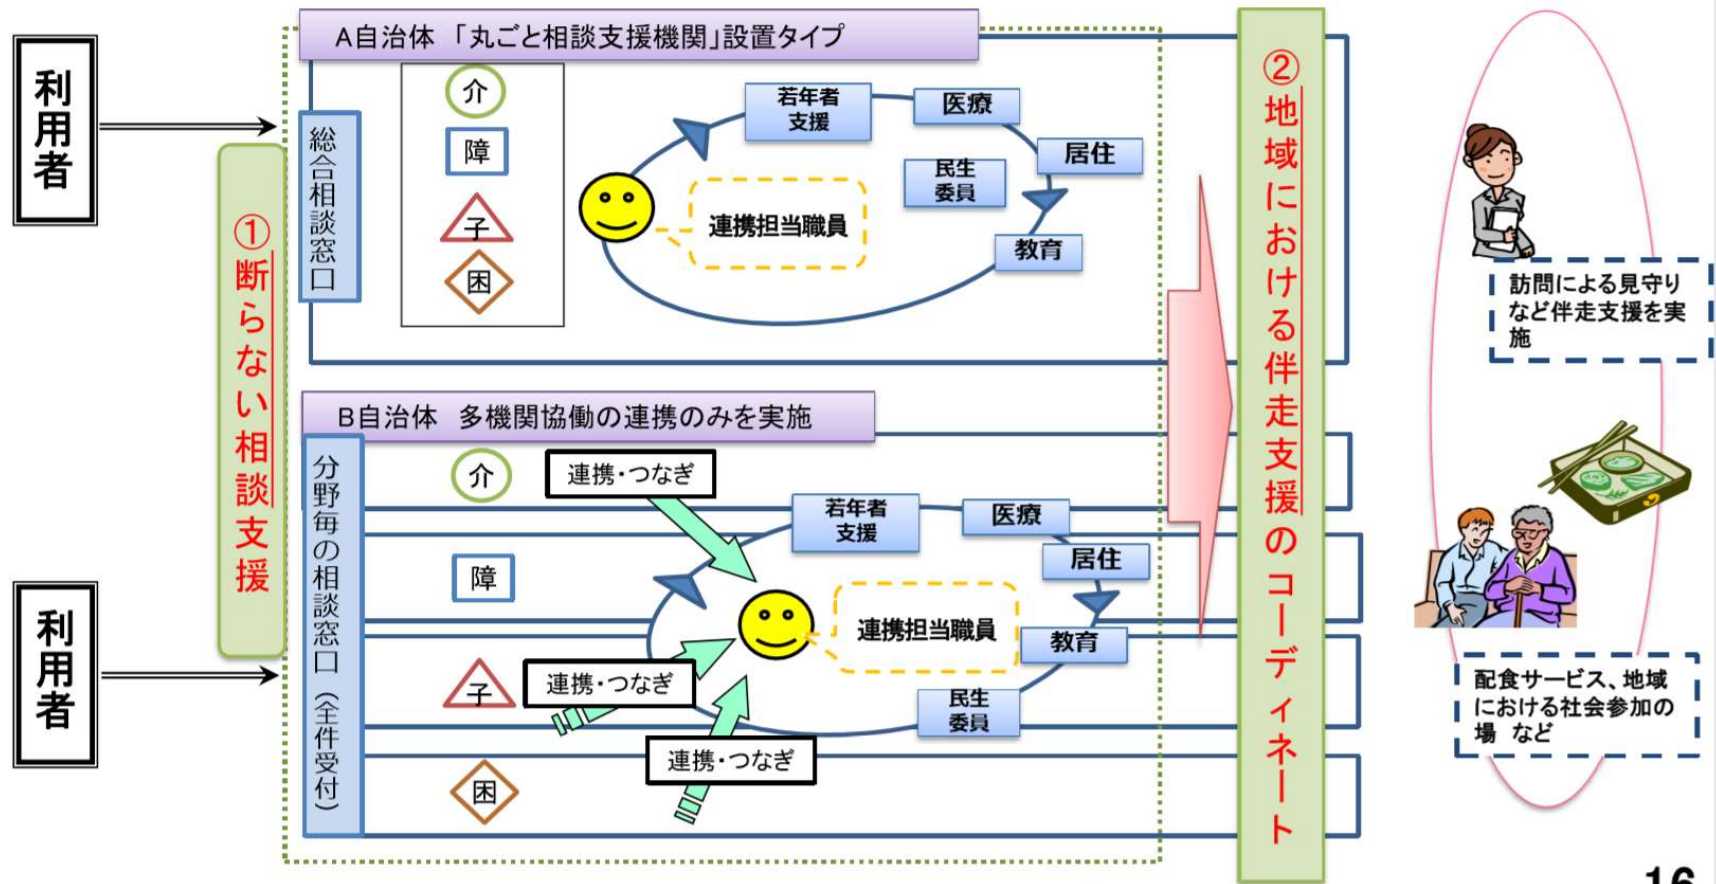 利用者
利用者
①断らない相談支援
A自治体 「丸ごと相談支援機関」設置タイプ
総合相談窓口
介
障
子
困
若年者
支援
医療
居住
民生
委員
教育
連携担当職員
B自治体 多機関協働の連携のみを実施
分野毎の相談窓口(全件受付)
介
障
子
困
連携・つなぎ
連携・つなぎ
連携・つなぎ
若年者
支援
医療
居住
教育
民生
委員
連携担当職員
②地域における伴走支援のコーディネート
訪問による見守り
など伴走支援を実
施
配食サービス、地域
における社会参加の
場 など
16